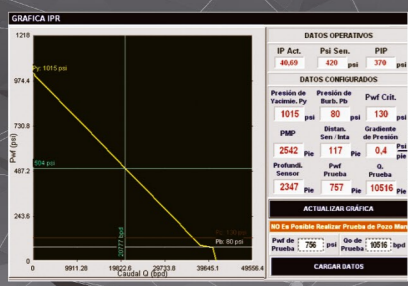 GRAFICA IPR
1218
974.4
730.8
487.2
243.6
0
Pwf (psi)
Py: 1015 psi
504 psi
20777 bpd
Pb: 80 psi
0
9911.28
19822.6
29733.8
39645.1
49556.4
Caudal Q (bpd)
DATOS OPERATIVOS
IP Act.
Psi Sen.
PIP
40,69
420 psi
370 psi
DATOS CONFIGURADOS
Presión de Yacimie. Py
Presión de Burb. Pb
Pwf Crit.
1015 psi
80 psi
130 psi
PMP
Distan. Sen / Inta
Gradiente de Presión
2542 Pie
117 Pie
0,4 Psi pie
Profundi. Sensor
Pwf Prueba
Q. Prueba
2347 Pie
757 Pie
10516 Pie
ACTUALIZAR GRÁFICA
NO Es Posible Realizar Prueba de Pozo Man
Pwf de Prueba 756 psi
Qo de Prueba 10516 bpd
CARGAR DATOS